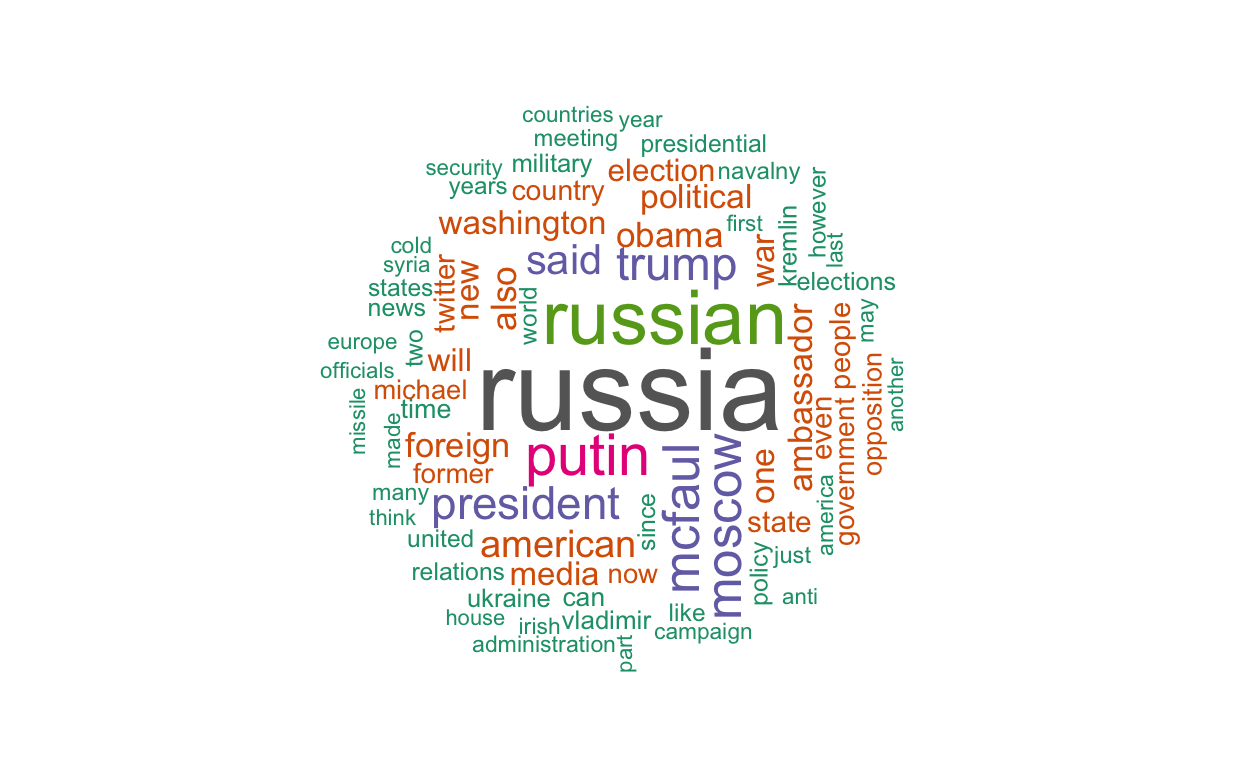 countries
year
meeting
presidential
security
military
election
navalny
years
country
political
however
washington
obama
first
kremlin
last
cold
said
trump
war
syria
twitter
new
also
elections
states
news
world
russian
ambassador
people
may
europe
two
will
officials
michael
russia
even
opposition
another
missile
made
time
government
foreign
putin
mcfaul
moscow
one
former
many
president
since
state
america
think
united
american
policy
just
relations
media
now
ukraine
can
anti
house
irish
vladimir
like
campaign
administration
part